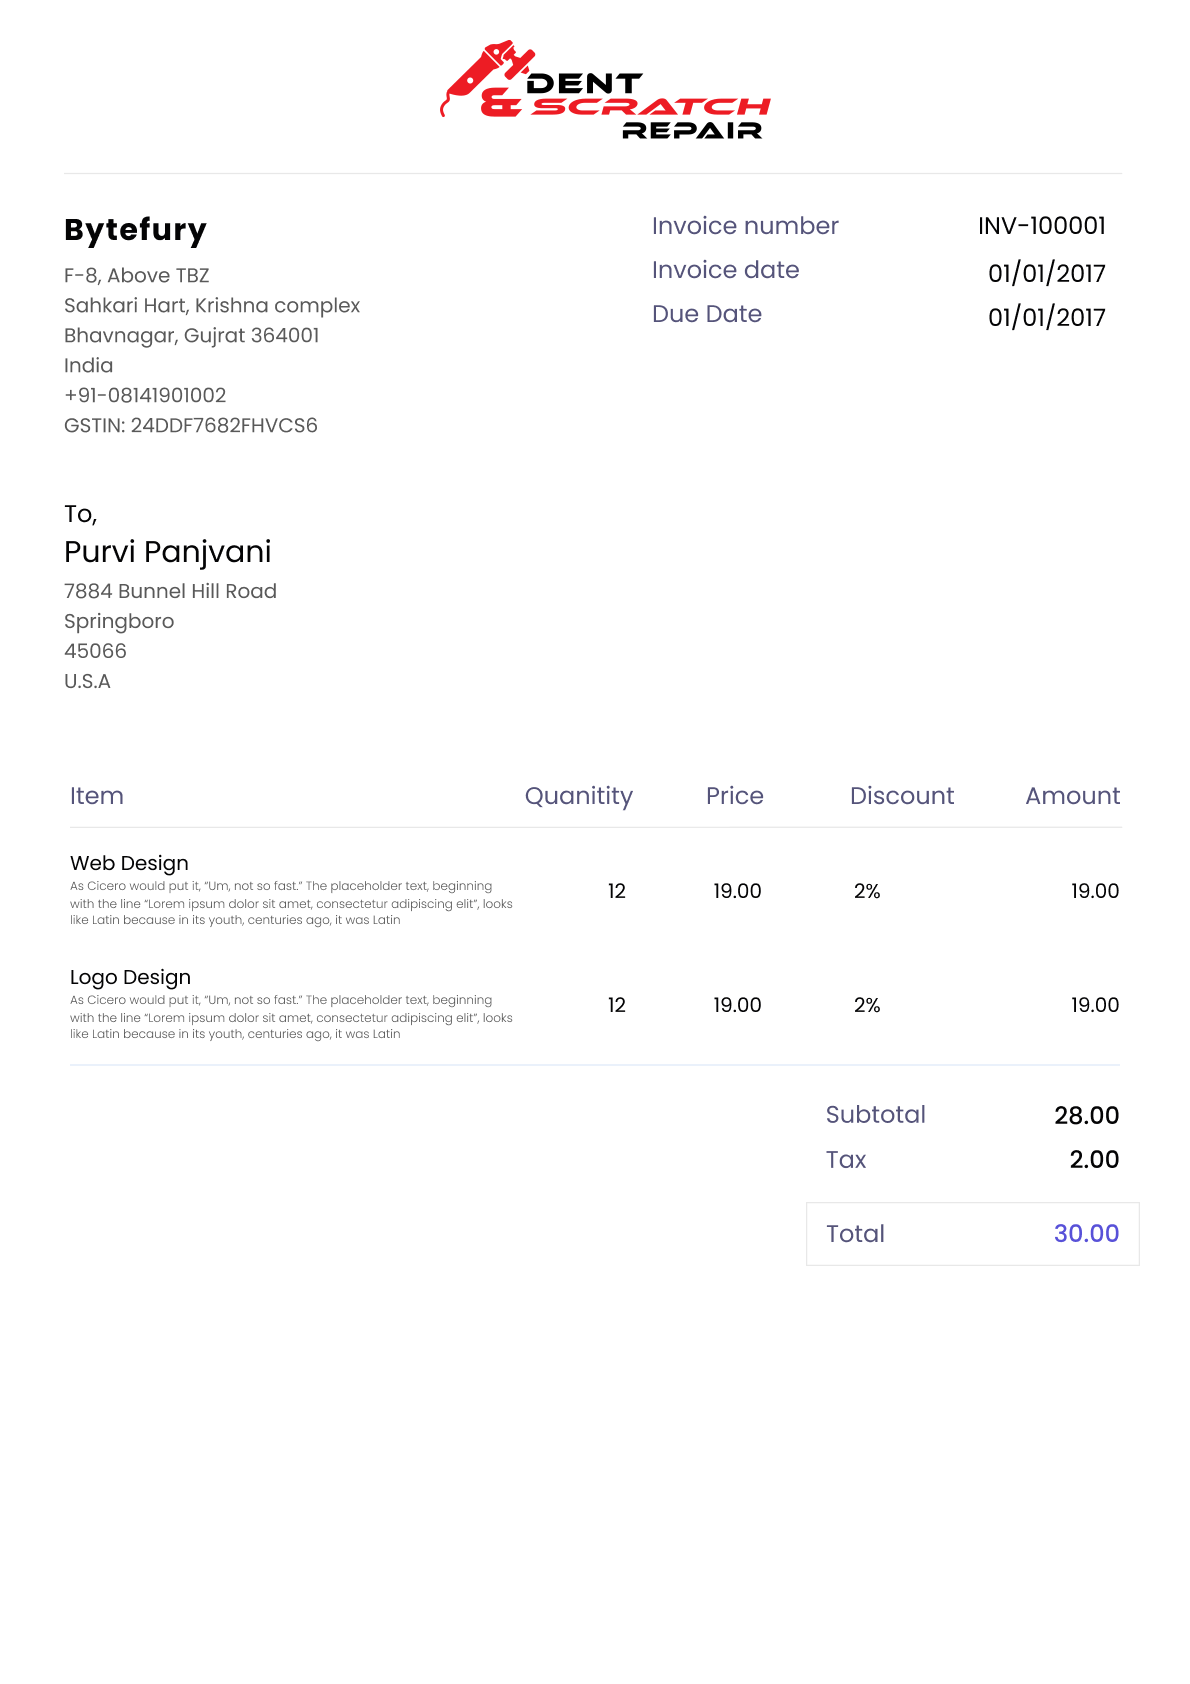 DENT
& SCRATCH
REPAIR
Bytefury
F-8, Above TBZ
Sahkari Hart, Krishna complex
Bhavnagar, Gujrat 364001
India
+91-08141901002
GSTIN: 24DDF7682FHVCS6
Invoice number INV-100001
Invoice date 01/01/2017
Due Date 01/01/2017
To,
Purvi Panjvani
7884 Bunnel Hill Road
Springboro
45066
U.S.A
Item Quanitity Price Discount Amount
Web Design
As Cicero would put it, “Um, not so fast.” The placeholder text, beginning
with the line “Lorem ipsum dolor sit amet, consectetur adipiscing elit”, looks
like Latin because in its youth, centuries ago, it was Latin
12 19.00 2% 19.00
Logo Design
As Cicero would put it, “Um, not so fast.” The placeholder text, beginning
with the line “Lorem ipsum dolor sit amet, consectetur adipiscing elit”, looks
like Latin because in its youth, centuries ago, it was Latin
12 19.00 2% 19.00
Subtotal 28.00
Tax 2.00
Total 30.00